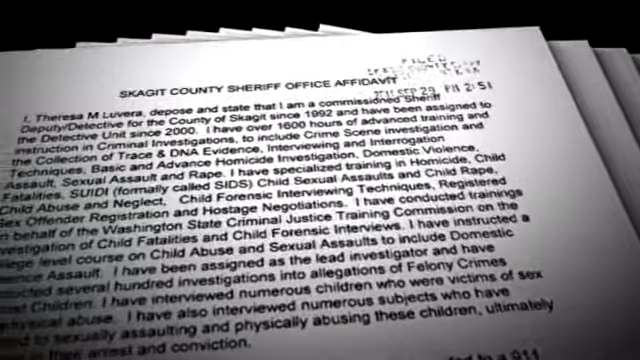 FILED
SKAGIT COUNTY SHERIFF OFFICE AFFIDAVIT
SEP 29 PM 2:51
I, Theresa M Luvera, depose and state that I am a commissioned Sheriff
Deputy/Detective for the County of Skagit since 1992 and have been assigned to
the Detective Unit since 2000. I have over 1600 hours of advanced training and
instruction in Criminal Investigations, to include Crime Scene investigation and
the Collection of Trace & DNA Evidence, Interviewing and Interrogation
Techniques, Basic and Advance Homicide Investigation, Domestic Violence,
Assault, Sexual Assault and Rape. I have specialized training in Homicide, Child
Fatalities, SUIDI (formally called SIDS) Child Sexual Assaults and Child Rape,
Child Abuse and Neglect, Child Forensic Interviewing Techniques, Registered
Sex Offender Registration and Hostage Negotiations. I have conducted trainings
on behalf of the Washington State Criminal Justice Training Commission on the
vestigation of Child Fatalities and Child Forensic Interviews. I have instructed a
lege level course on Child Abuse and Sexual Assaults to include Domestic
ence Assault. I have been assigned as the lead investigator and have
ucted several hundred investigations into allegations of Felony Crimes
st Children. I have interviewed numerous children who were victims of sex
physical abuse. I have also interviewed numerous subjects who have
d to sexually assaulting and physically abusing these children, ultimately
their arrest and conviction.